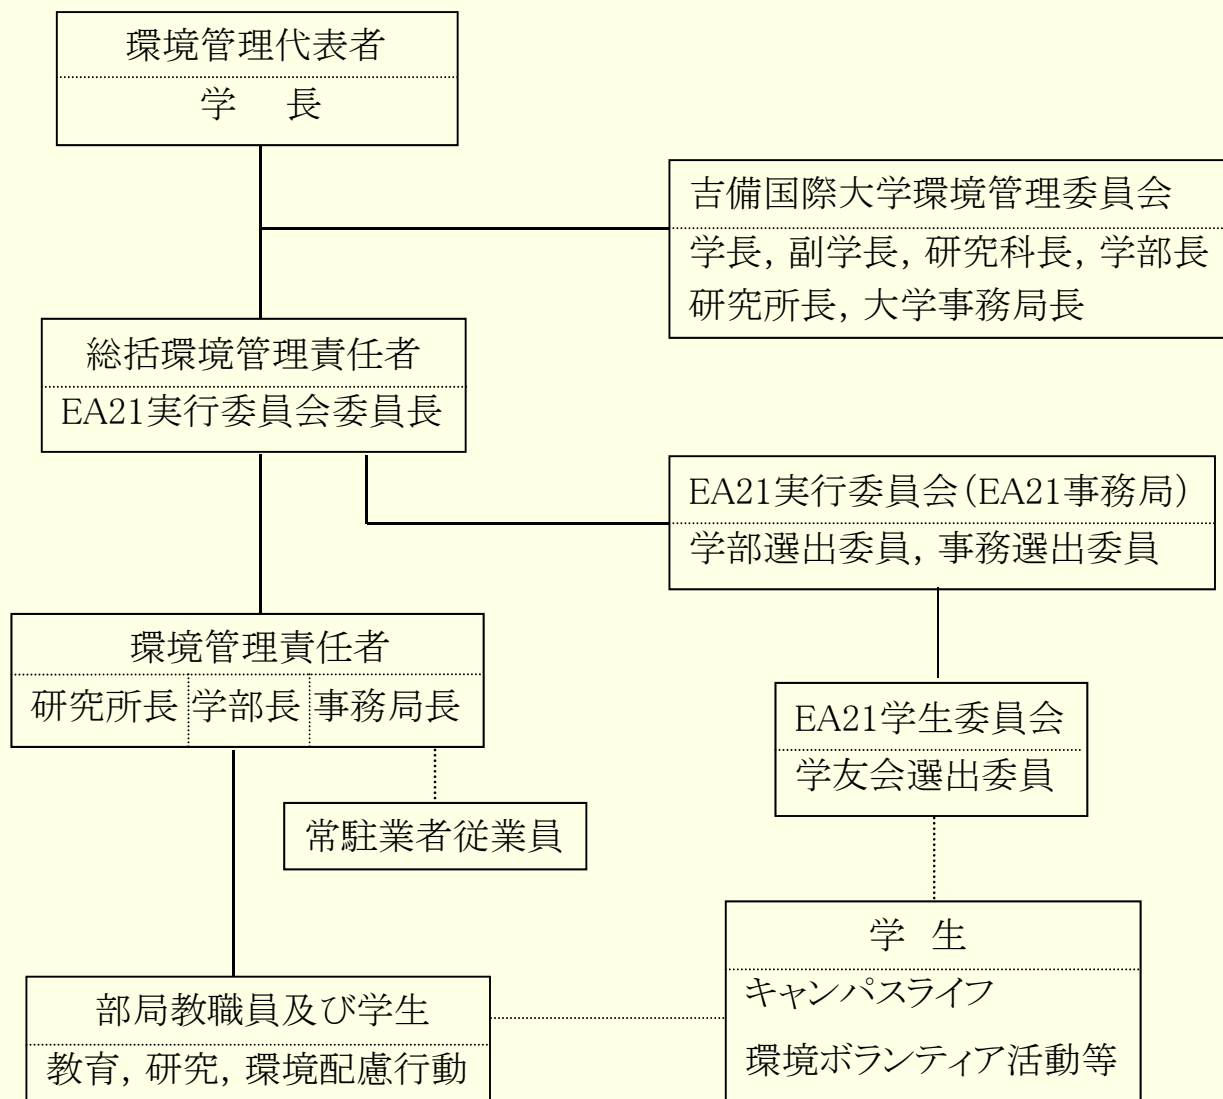 環境管理代表者
学 長
吉備国際大学環境管理委員会
学長, 副学長, 研究科長, 学部長
研究所長, 大学事務局長
総括環境管理責任者
EA21実行委員会委員長
EA21実行委員会(EA21事務局)
学部選出委員, 事務選出委員
環境管理責任者
研究所長 学部長 事務局長
EA21学生委員会
学友会選出委員
常駐業者従業員
学 生
キャンパスライフ
環境ボランティア活動等
部局教職員及び学生
教育, 研究, 環境配慮行動